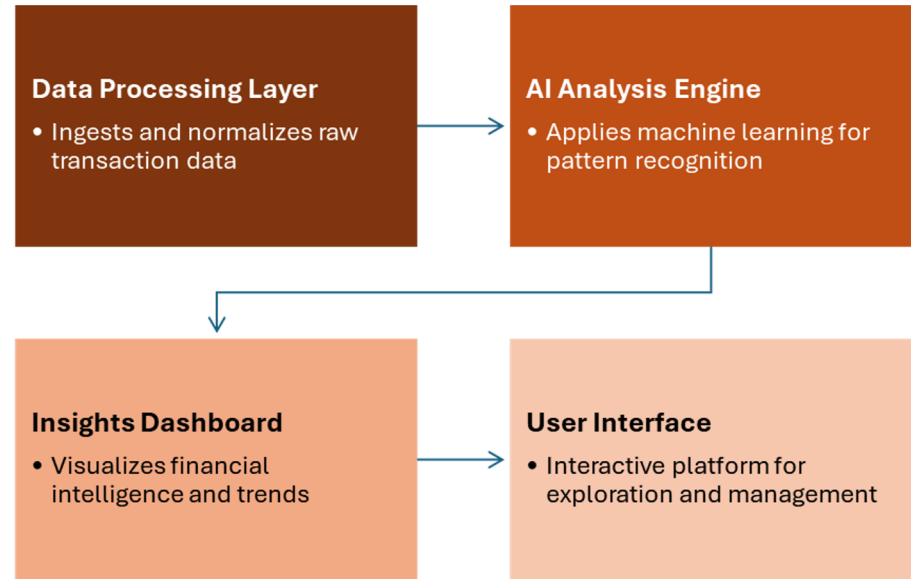 Data Processing Layer
• Ingests and normalizes raw
transaction data
AI Analysis Engine
• Applies machine learning for
pattern recognition
Insights Dashboard
• Visualizes financial
intelligence and trends
User Interface
• Interactive platform for
exploration and management